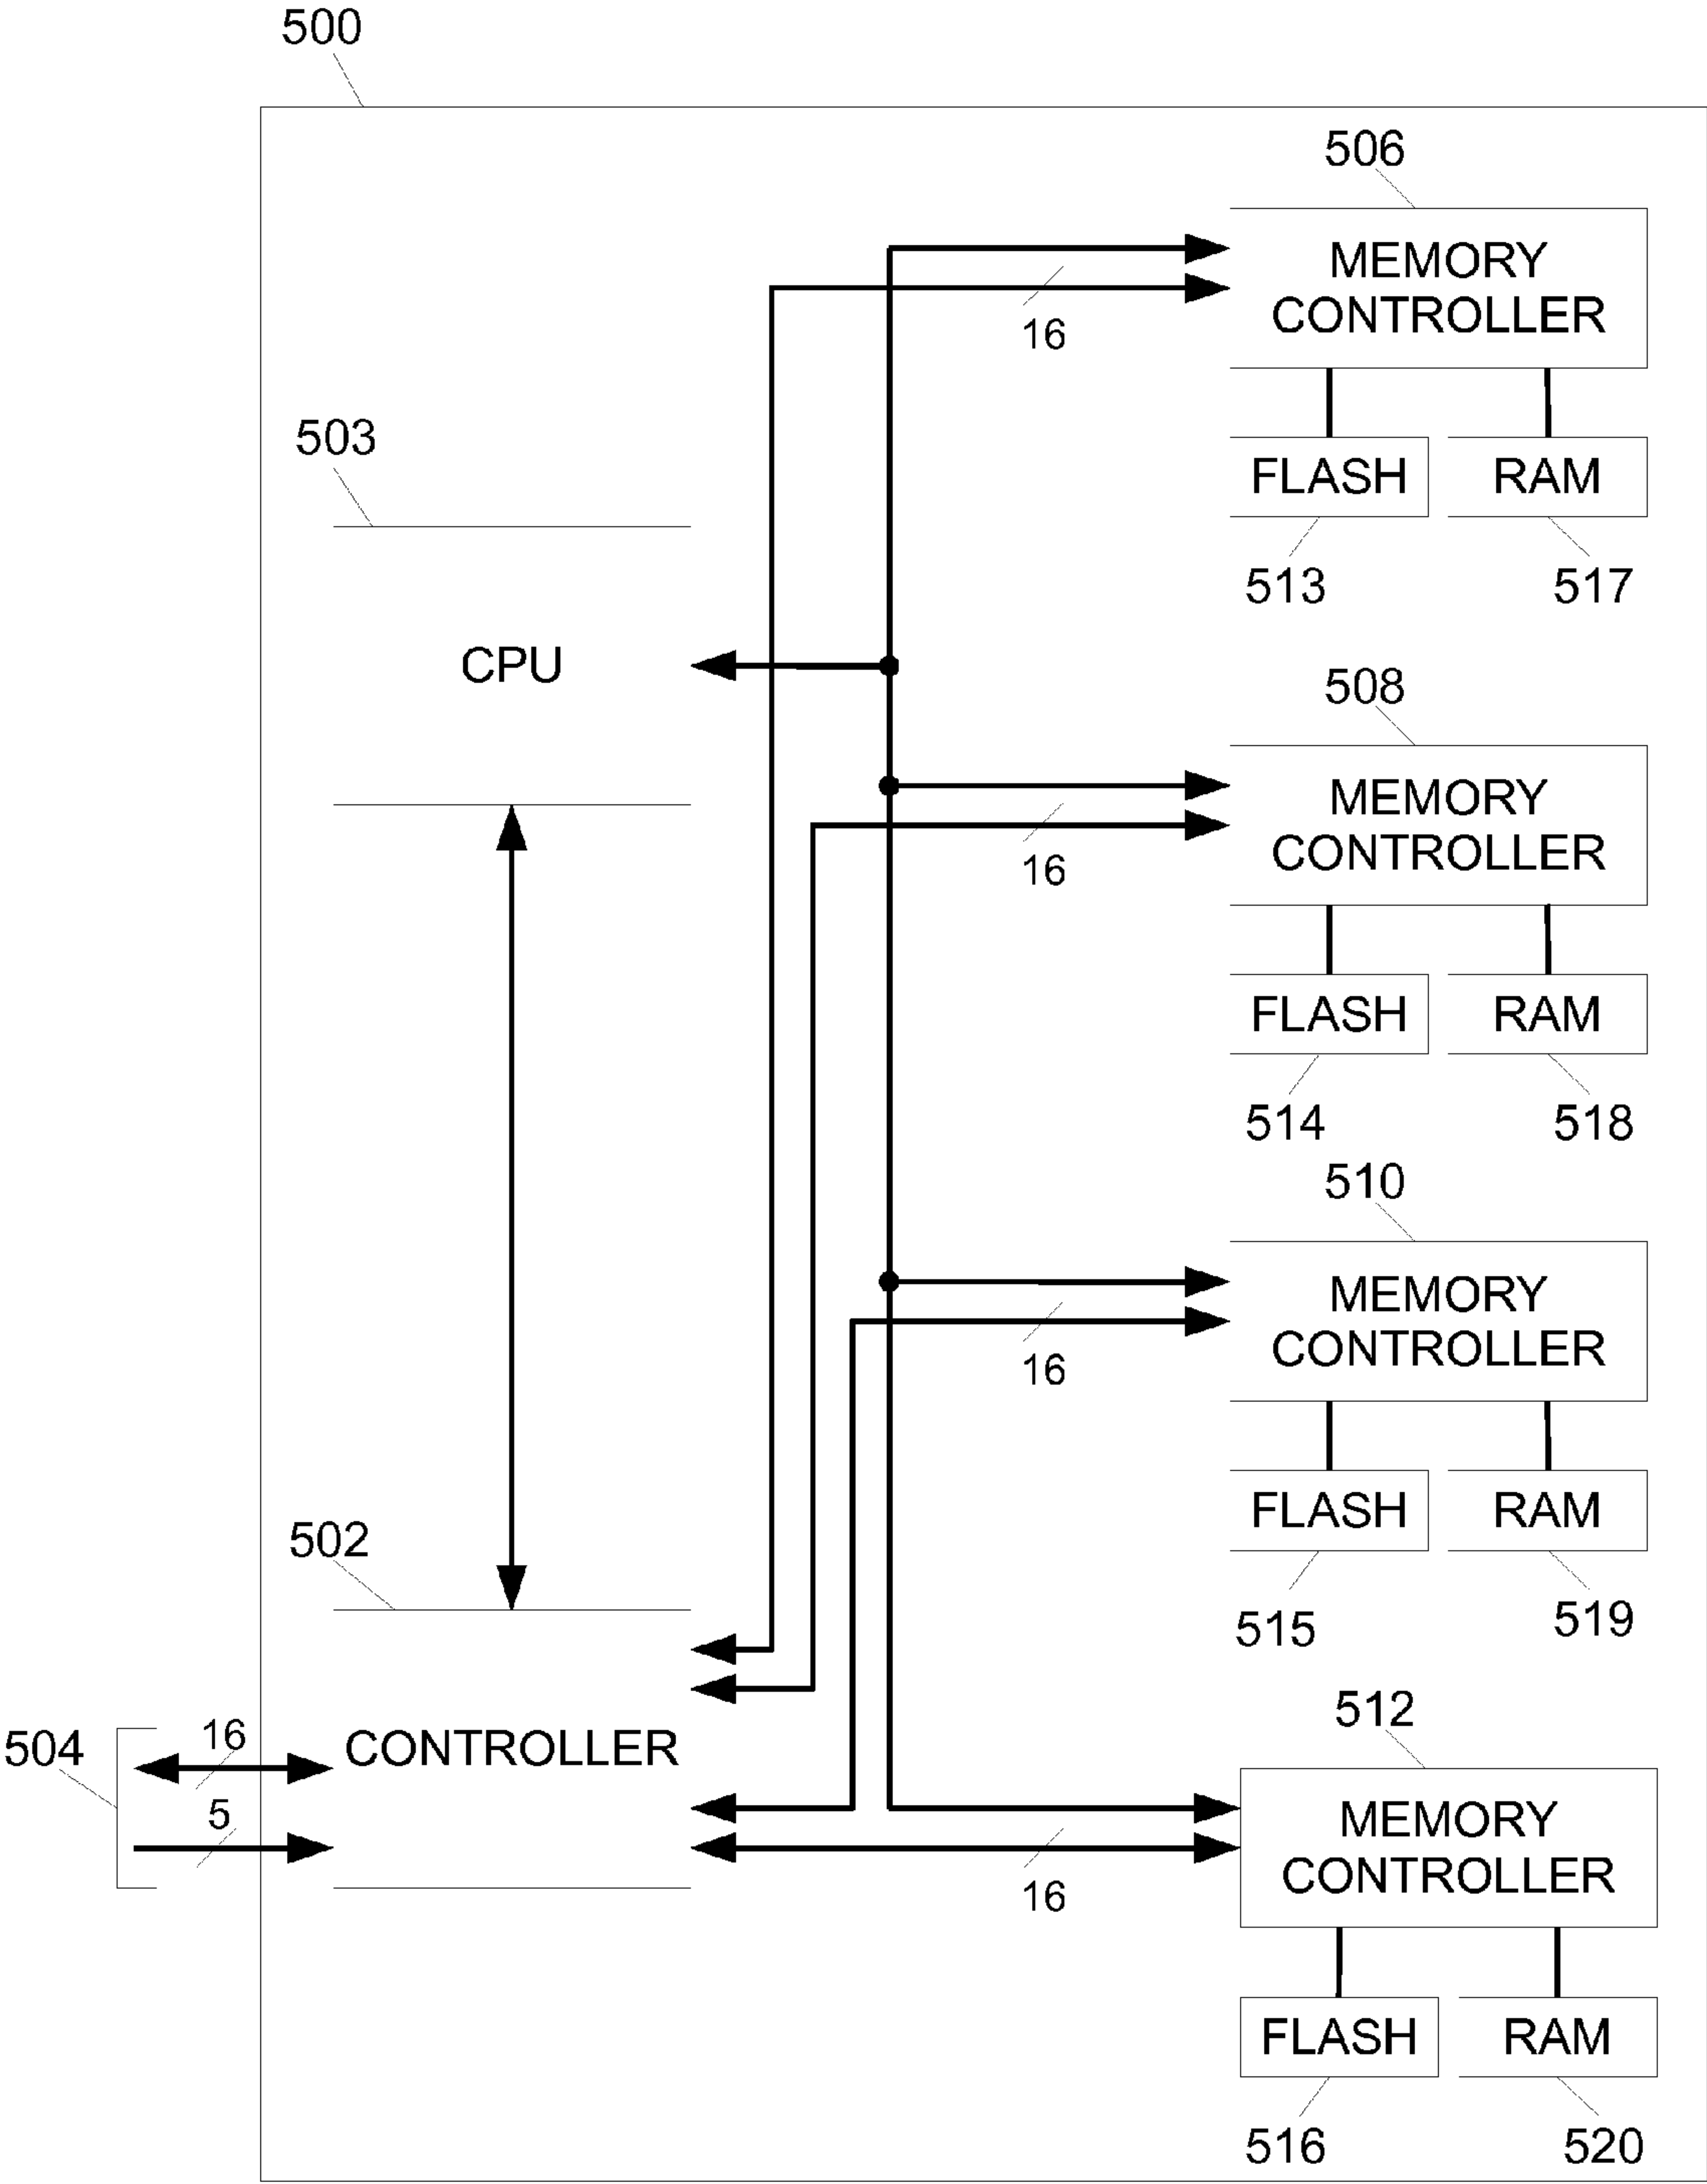 500
506
MEMORY
CONTROLLER
16
503
FLASH
RAM
513
517
CPU
508
MEMORY
CONTROLLER
16
FLASH
RAM
514
518
510
MEMORY
CONTROLLER
16
FLASH
RAM
502
515
519
512
504
16
CONTROLLER
5
MEMORY
CONTROLLER
16
FLASH
RAM
516
520